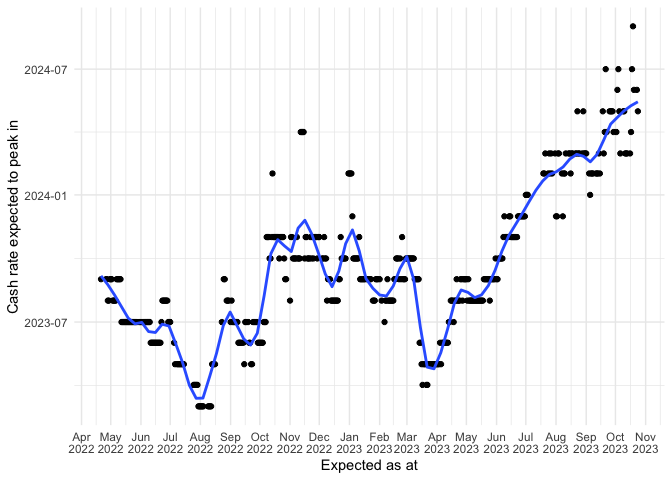 Cash rate expected to peak in
2024-07
2024-01
2023-07
Apr May Jun Jul Aug Sep Oct Nov Dec Jan Feb Mar Apr May Jun Jul Aug Sep Oct Nov
2022 2022 2022 2022 2022 2022 2022 2022 2022 2023 2023 2023 2023 2023 2023 2023 2023 2023 2023 2023
Expected as at